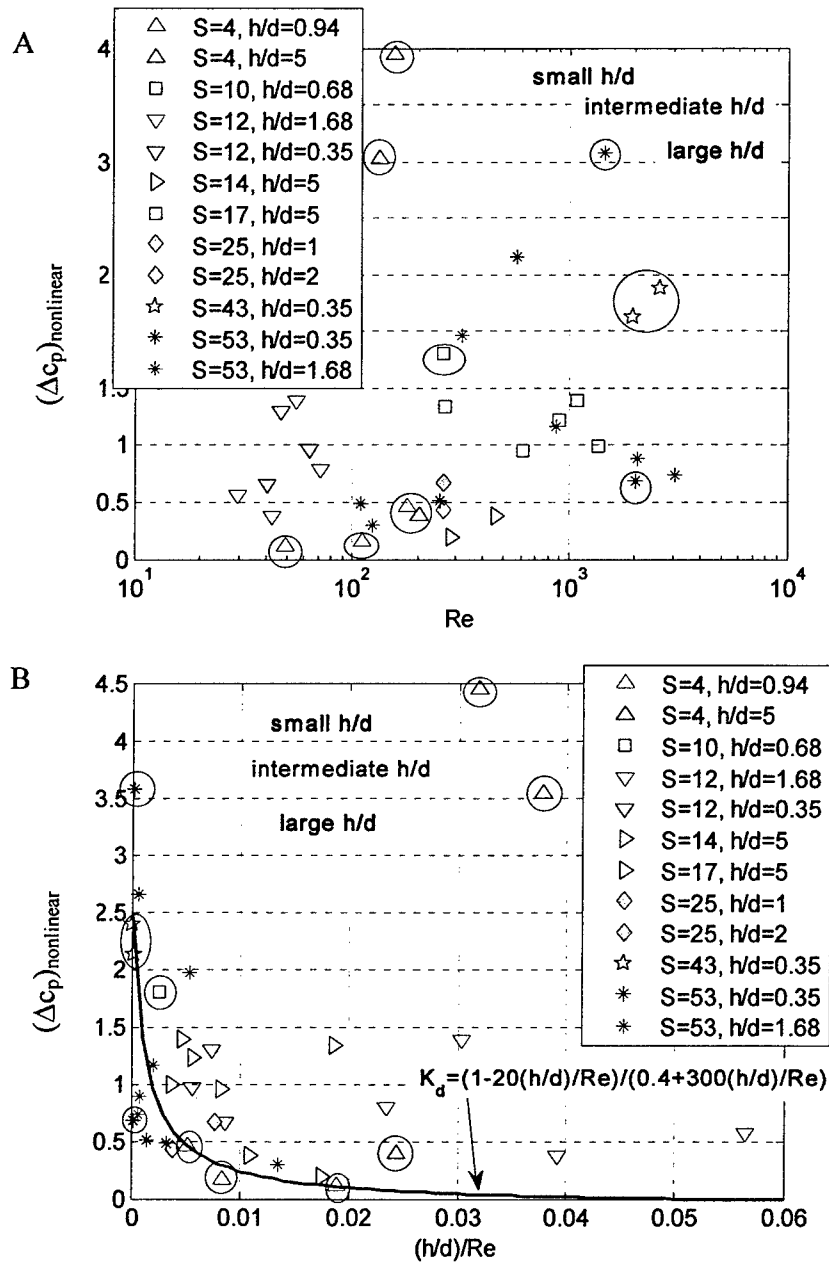 A
S=4, h/d=0.94
S=4, h/d=5
S=10, h/d=0.68
S=12, h/d=1.68
S=12, h/d=0.35
S=14, h/d=5
S=17, h/d=5
S=25, h/d=1
S=25, h/d=2
S=43, h/d=0.35
S=53, h/d=0.35
S=53, h/d=1.68
small h/d
intermediate h/d
large h/d
4
3
2
1.5
1
0.5
0
(Δcp)nonlinear
10^1
10^2
10^3
10^4
Re
B
S=4, h/d=0.94
S=4, h/d=5
S=10, h/d=0.68
S=12, h/d=1.68
S=12, h/d=0.35
S=14, h/d=5
S=17, h/d=5
S=25, h/d=1
S=25, h/d=2
S=43, h/d=0.35
S=53, h/d=0.35
S=53, h/d=1.68
small h/d
intermediate h/d
large h/d
Kd=(1-20(h/d)/Re)/(0.4+300(h/d)/Re)
4.5
4
3.5
3
2.5
2
1.5
1
0.5
0
(Δcp)nonlinear
0
0.01
0.02
0.03
0.04
0.05
0.06
(h/d)/Re